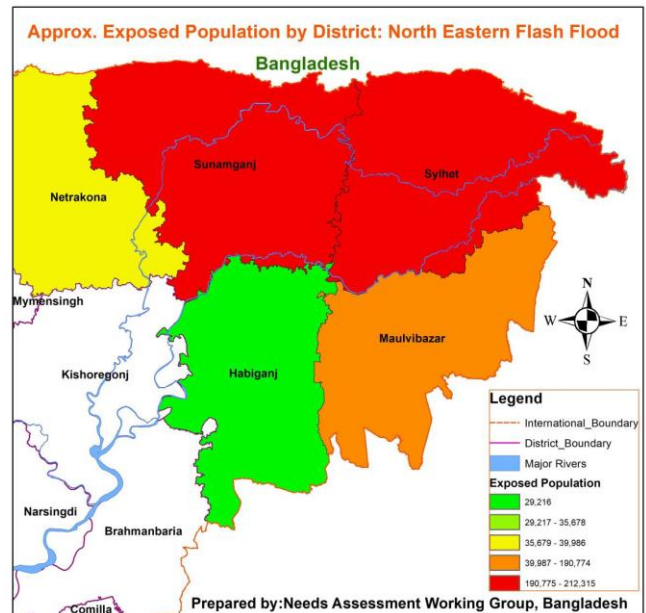 Approx. Exposed Population by District: North Eastern Flash Flood
Bangladesh
Sunamganj
Sylhet
Netrakona
Mymensingh
Maulvibazar
Kishoregonj
Habiganj
Narsingdi
Brahmanbaria
Comilla
N
W
E
S
Legend
International_Boundary
District_Boundary
Major Rivers
Exposed Population
29,216
29,217 - 35,678
35,679 - 39,986
39,987 - 190,774
190,775 - 212,315
Prepared by:Needs Assessment Working Group, Bangladesh